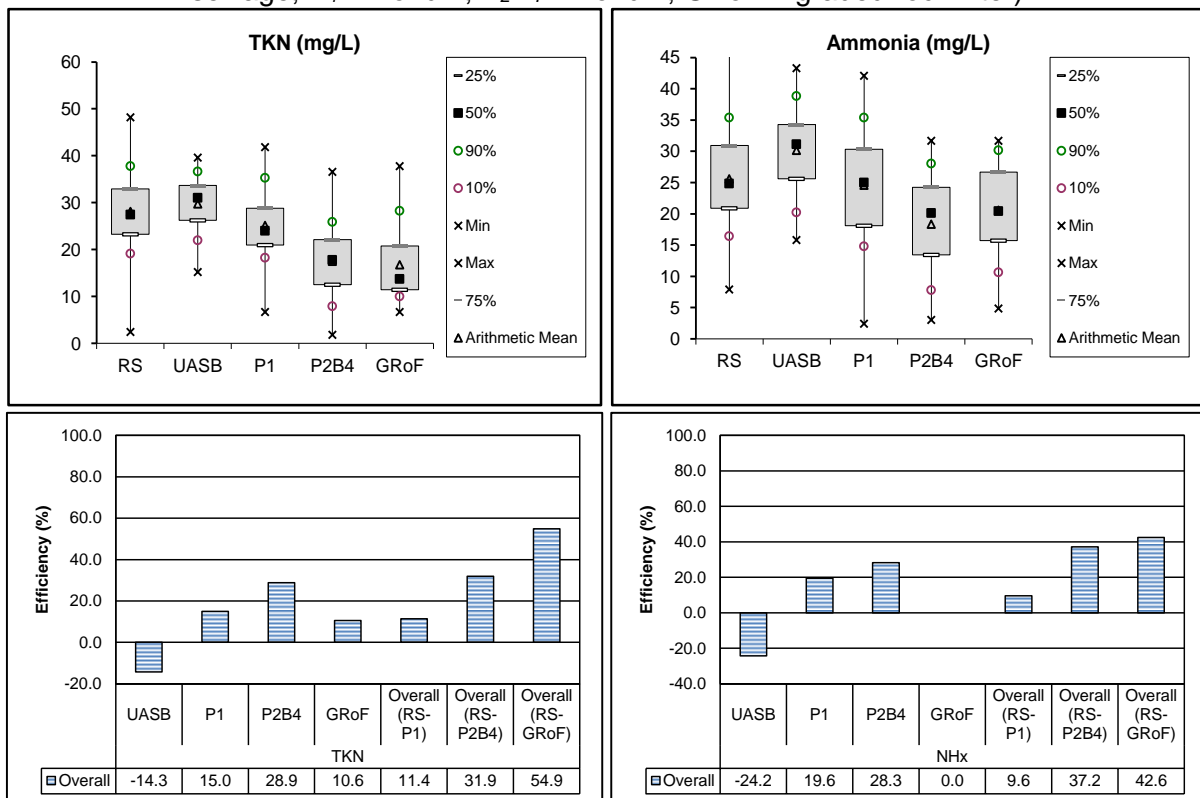 TKN (mg/L)
60
50
40
30
20
10
0
RS UASB P1 P2B4 GRoF
25%
50%
90%
10%
Min
Max
75%
Arithmetic Mean
Ammonia (mg/L)
45
40
35
30
25
20
15
10
5
0
RS UASB P1 P2B4 GRoF
25%
50%
90%
10%
Min
Max
75%
Arithmetic Mean
Efficiency (%)
100.0
80.0
60.0
40.0
20.0
0.0
-20.0
UASB P1 P2B4 GRoF Overall (RS-P1) Overall (RS-P2B4) Overall (RS-GRoF)
TKN
Overall -14.3 15.0 28.9 10.6 11.4 31.9 54.9
Efficiency (%)
100.0
80.0
60.0
40.0
20.0
0.0
-20.0
-40.0
UASB P1 P2B4 GRoF Overall (RS-P1) Overall (RS-P2B4) Overall (RS-GRoF)
NHx
Overall -24.2 19.6 28.3 0.0 9.6 37.2 42.6